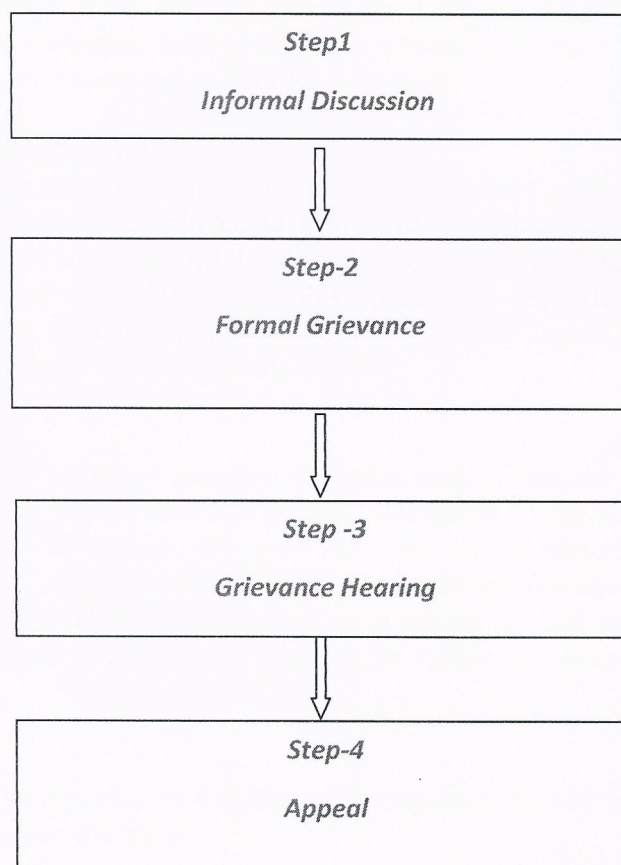 Step1
Informal Discussion
Step-2
Formal Grievance
Step -3
Grievance Hearing
Step-4
Appeal